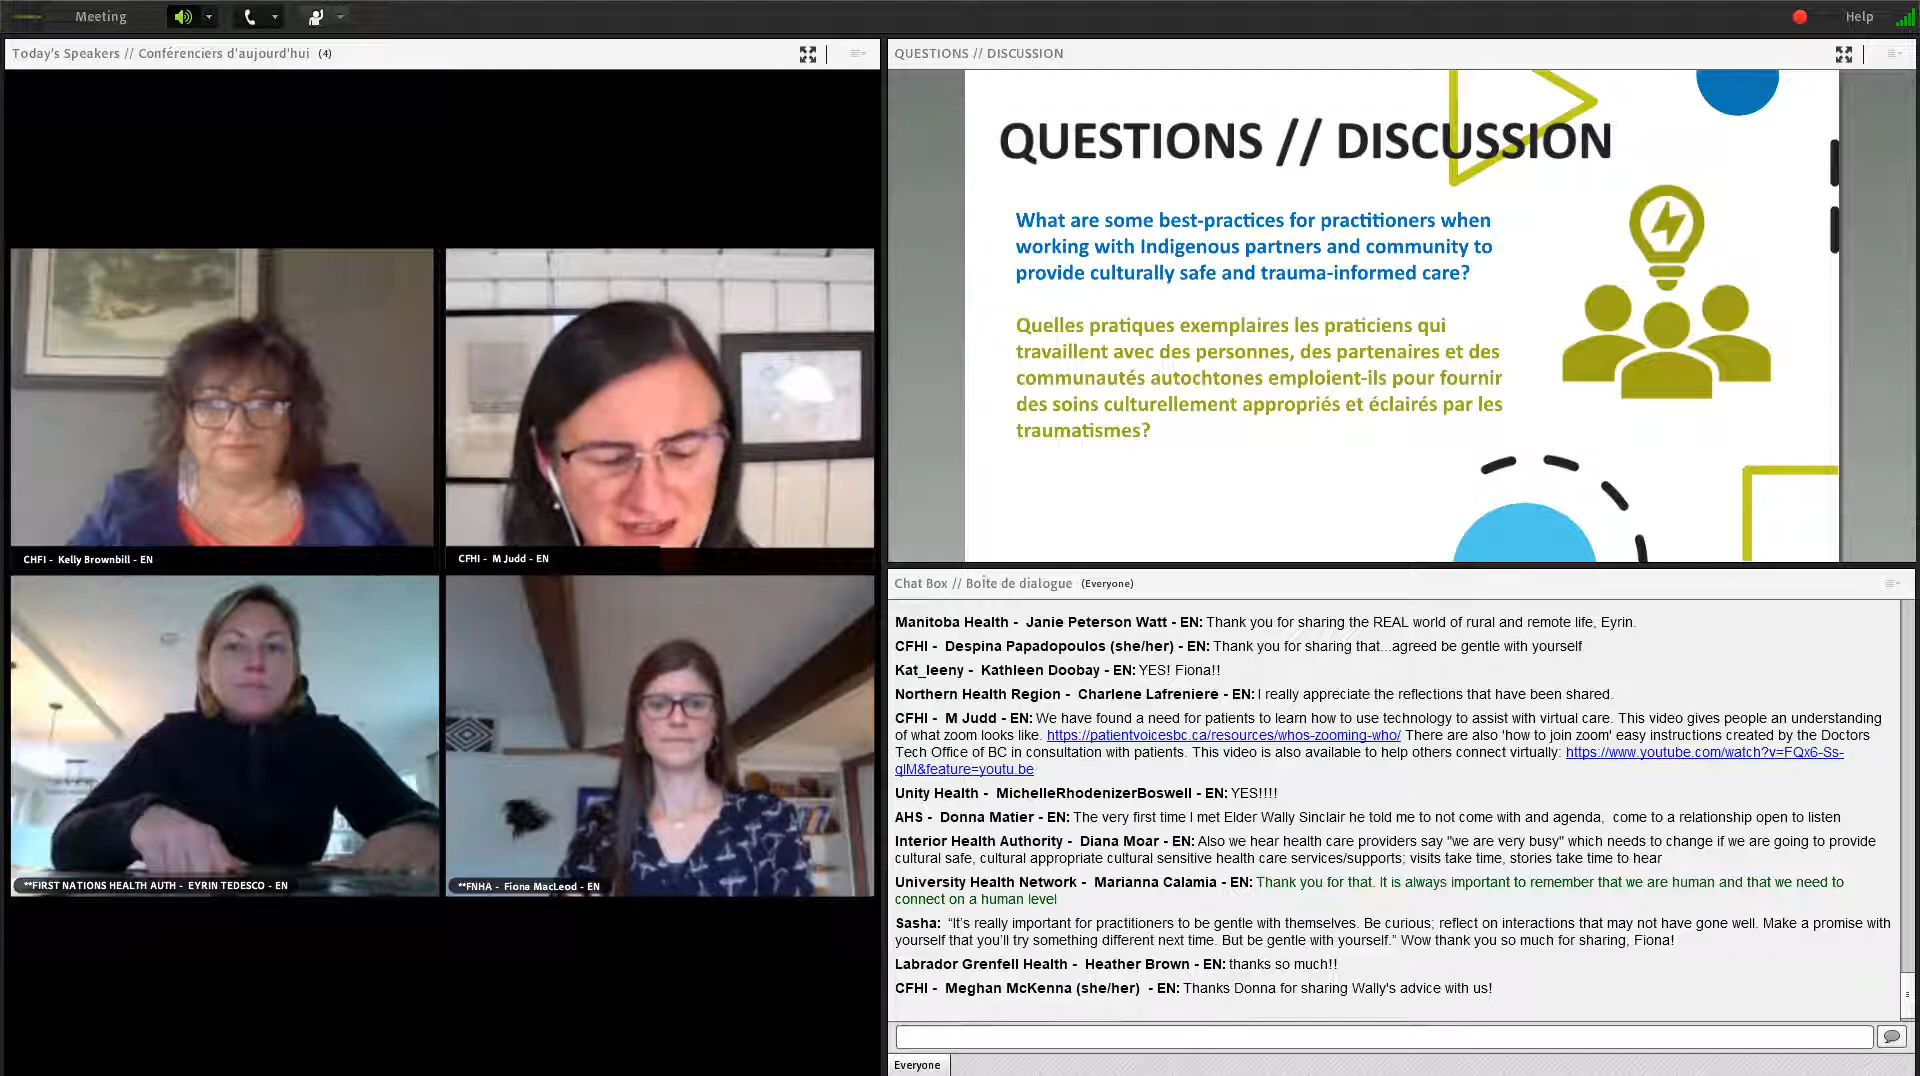 Meeting
Help
Today's Speakers // Conférenciers d'aujourd'hui (4)
CHFI - Kelly Brownbill - EN
CFHI - M Judd - EN
**FIRST NATIONS HEALTH AUTH - EYRIN TEDESCO - EN
**FNHA - Fiona MacLeod - EN
QUESTIONS // DISCUSSION
QUESTIONS // DISCUSSION
What are some best-practices for practitioners when
working with Indigenous partners and community to
provide culturally safe and trauma-informed care?
Quelles pratiques exemplaires les praticiens qui
travaillent avec des personnes, des partenaires et des
communautés autochtones emploient-ils pour fournir
des soins culturellement appropriés et éclairés par les
traumatismes?
Chat Box // Boîte de dialogue (Everyone)
Manitoba Health - Janie Peterson Watt - EN: Thank you for sharing the REAL world of rural and remote life, Eyrin.
CFHI - Despina Papadopoulos (she/her) - EN: Thank you for sharing that...agreed be gentle with yourself
Kat_leeny - Kathleen Doobay - EN: YES! Fiona!!
Northern Health Region - Charlene Lafreniere - EN: I really appreciate the reflections that have been shared.
CFHI - M Judd - EN: We have found a need for patients to learn how to use technology to assist with virtual care. This video gives people an understanding
of what zoom looks like. https://patientvoicesbc.ca/resources/whos-zooming-who/ There are also 'how to join zoom' easy instructions created by the Doctors
Tech Office of BC in consultation with patients. This video is also available to help others connect virtually: https://www.youtube.com/watch?v=FQx6-Ss-
qlM&feature=youtu.be
Unity Health - MichelleRhodenizerBoswell - EN: YES!!!!
AHS - Donna Matier - EN: The very first time I met Elder Wally Sinclair he told me to not come with and agenda, come to a relationship open to listen
Interior Health Authority - Diana Moar - EN: Also we hear health care providers say "we are very busy" which needs to change if we are going to provide
cultural safe, cultural appropriate cultural sensitive health care services/supports; visits take time, stories take time to hear
University Health Network - Marianna Calamia - EN: Thank you for that. It is always important to remember that we are human and that we need to
connect on a human level
Sasha: “It’s really important for practitioners to be gentle with themselves. Be curious; reflect on interactions that may not have gone well. Make a promise with
yourself that you’ll try something different next time. But be gentle with yourself.” Wow thank you so much for sharing, Fiona!
Labrador Grenfell Health - Heather Brown - EN: thanks so much!!
CFHI - Meghan McKenna (she/her) - EN: Thanks Donna for sharing Wally's advice with us!
Everyone